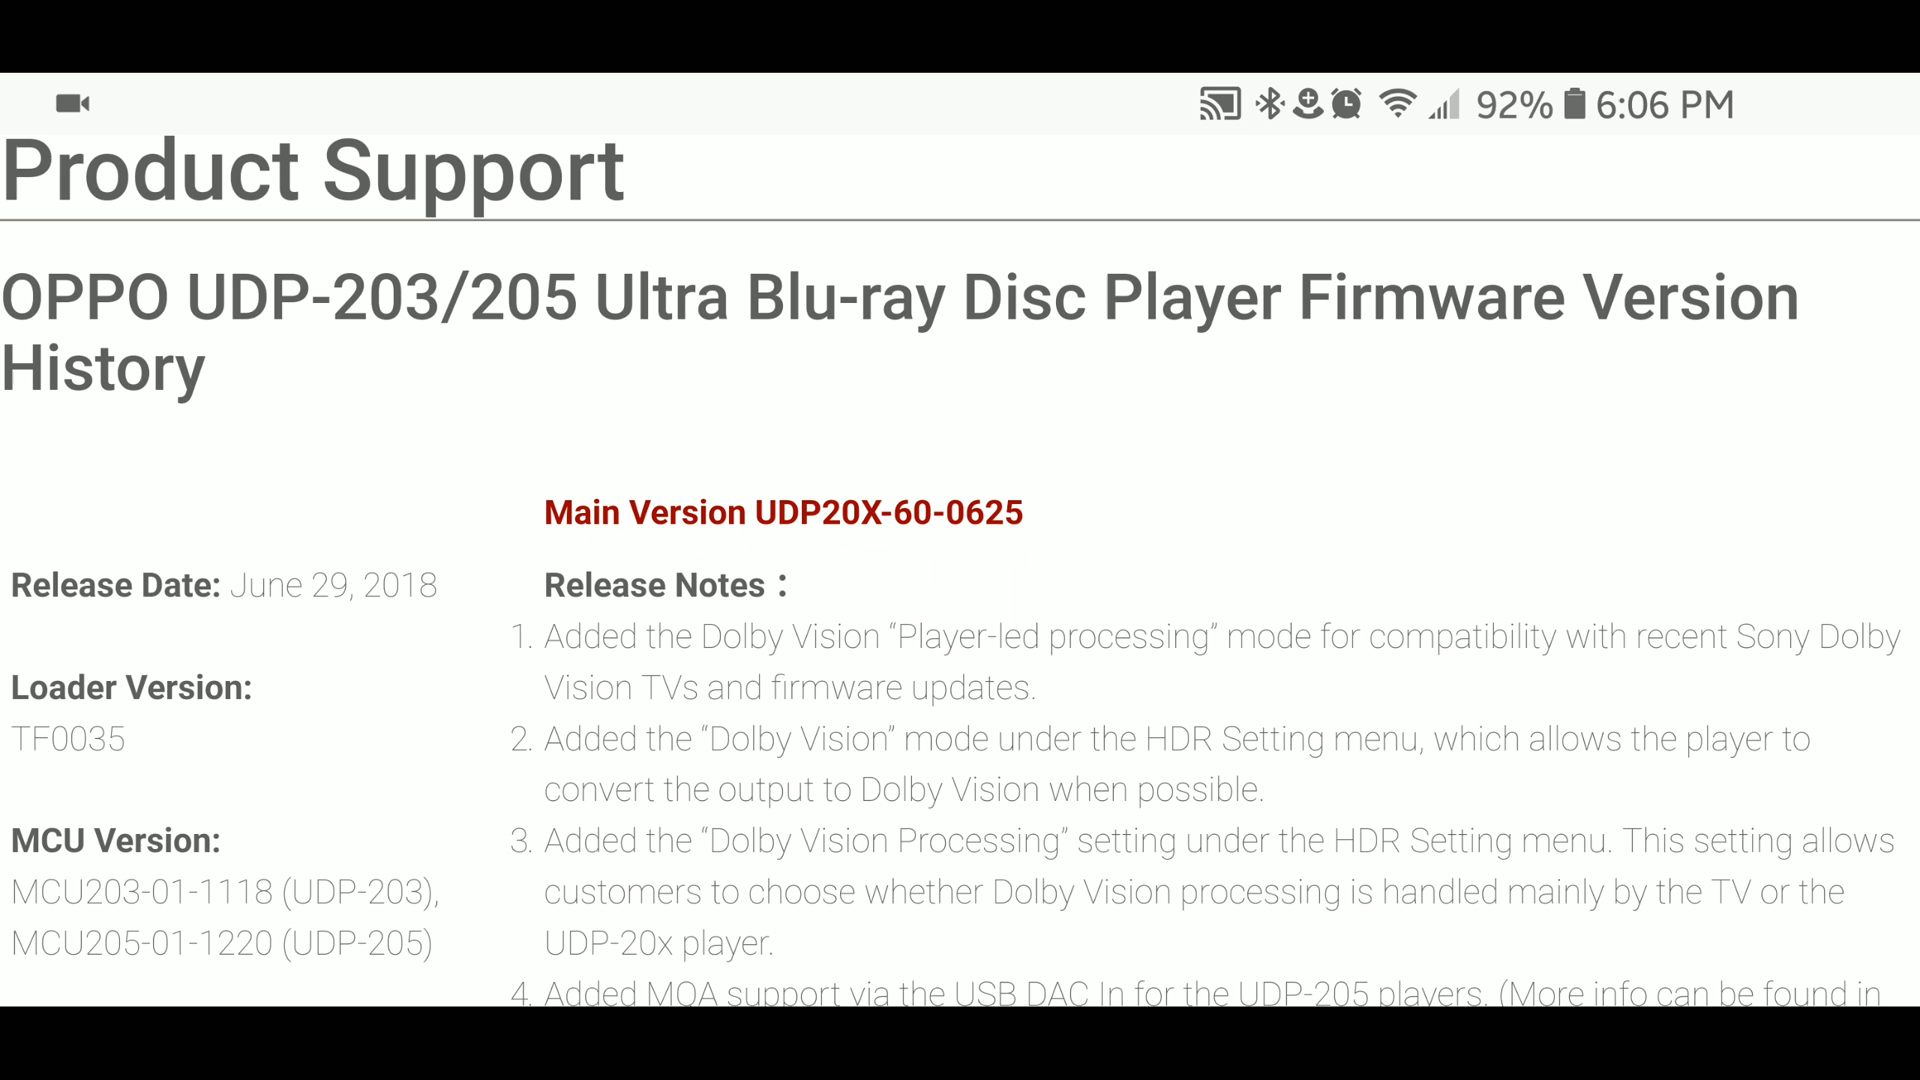 92% 6:06 PM
Product Support
OPPO UDP-203/205 Ultra Blu-ray Disc Player Firmware Version
History
Main Version UDP20X-60-0625
Release Date: June 29, 2018
Loader Version:
TF0035
MCU Version:
MCU203-01-1118 (UDP-203),
MCU205-01-1220 (UDP-205)
Release Notes：
1. Added the Dolby Vision “Player-led processing” mode for compatibility with recent Sony Dolby
Vision TVs and firmware updates.
2. Added the “Dolby Vision” mode under the HDR Setting menu, which allows the player to
convert the output to Dolby Vision when possible.
3. Added the “Dolby Vision Processing” setting under the HDR Setting menu. This setting allows
customers to choose whether Dolby Vision processing is handled mainly by the TV or the
UDP-20x player.
4. Added MQA support via the USB DAC In for the UDP-205 players. (More info can be found in